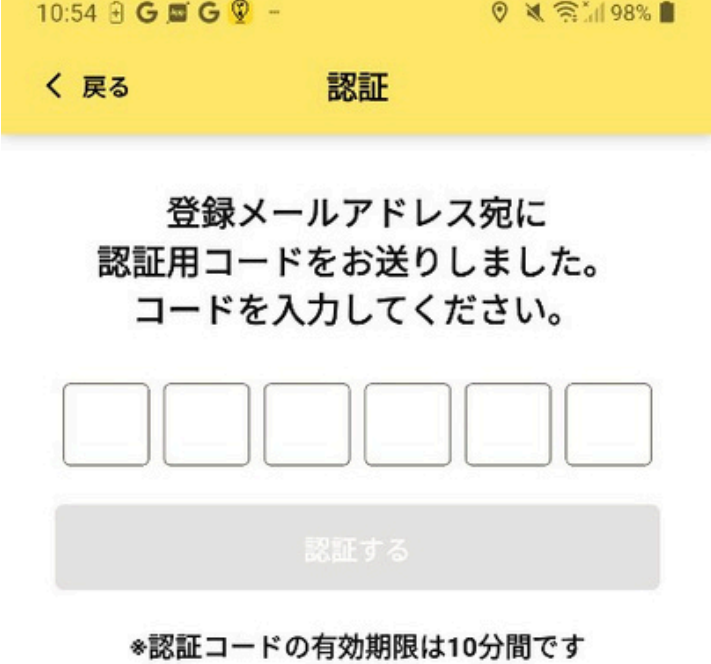 10:54
98%
戻る
認証
登録メールアドレス宛に
認証用コードをお送りしました。
コードを入力してください。
認証する
※認証コードの有効期限は10分間です